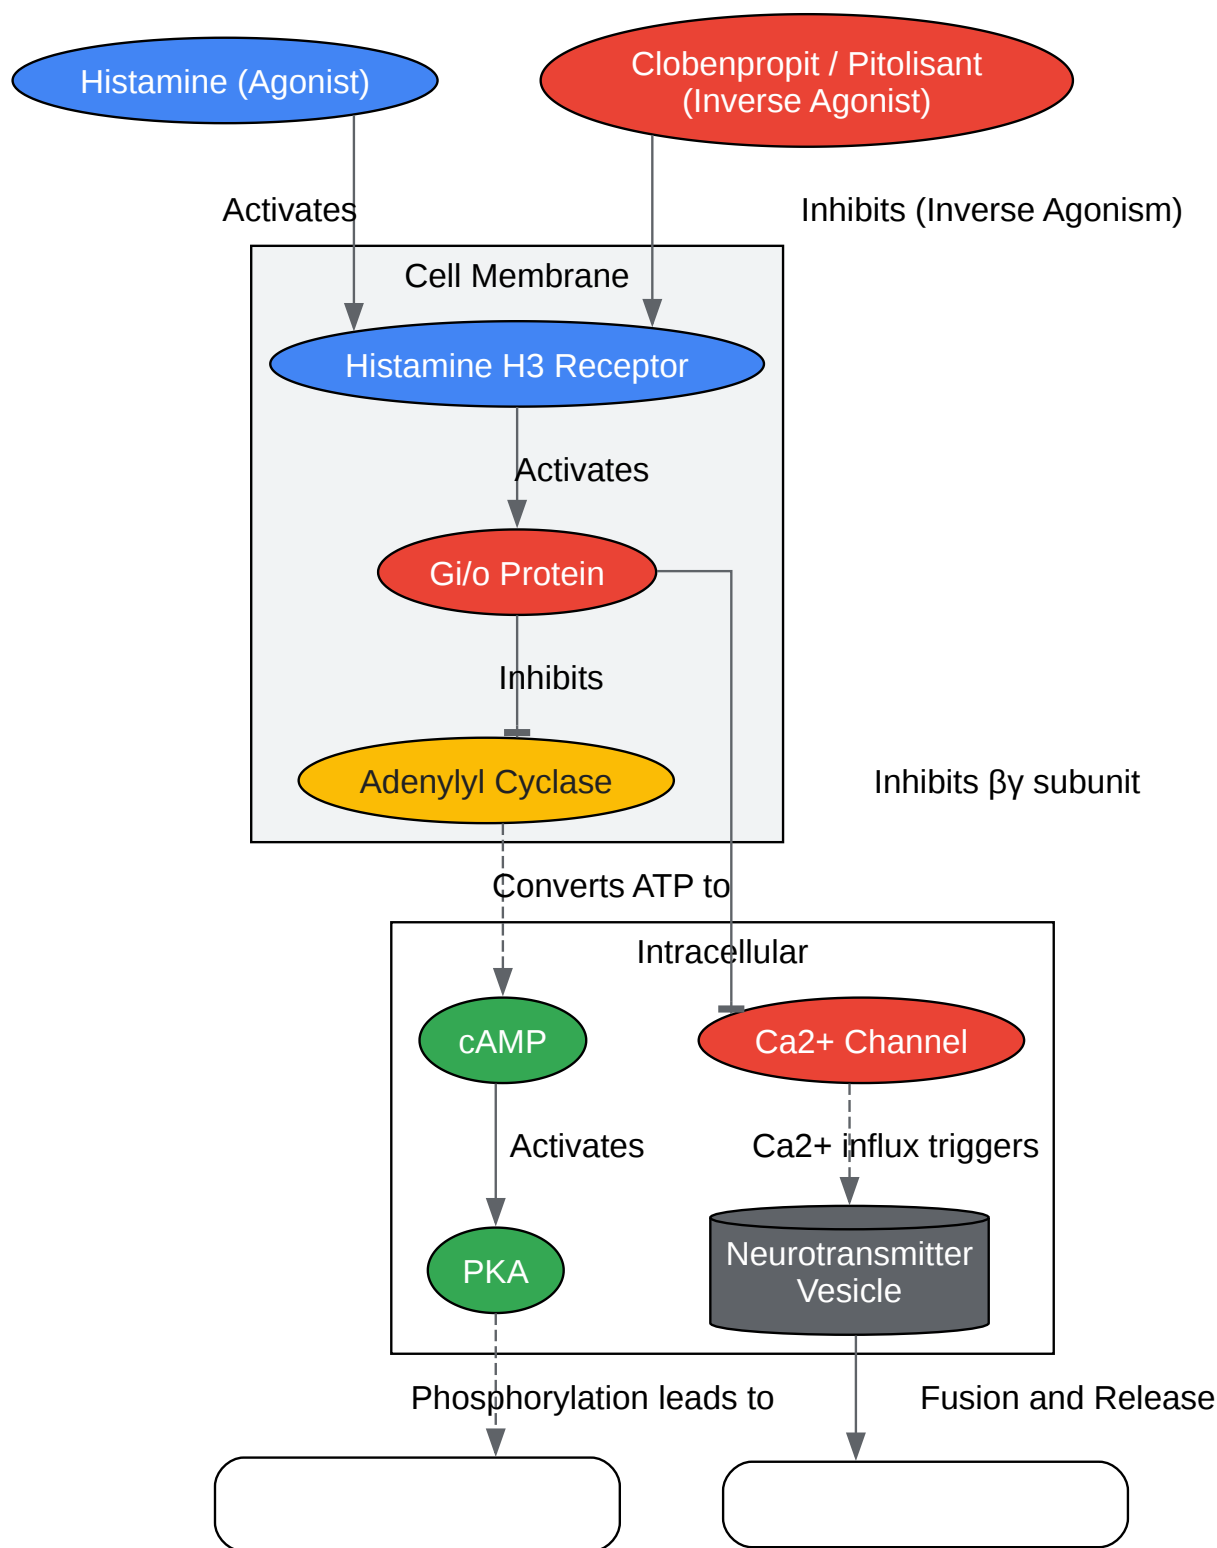 Histamine (Agonist)
Clobenpropit / Pitolisant
(Inverse Agonist)
Activates
Inhibits (Inverse Agonism)
Cell Membrane
Histamine H3 Receptor
Activates
Gi/o Protein
Inhibits
Adenylyl Cyclase
Inhibits βγ subunit
Converts ATP to
Intracellular
cAMP
Ca2+ Channel
Activates
Ca2+ influx triggers
PKA
Neurotransmitter
Vesicle
Phosphorylation leads to
Fusion and Release